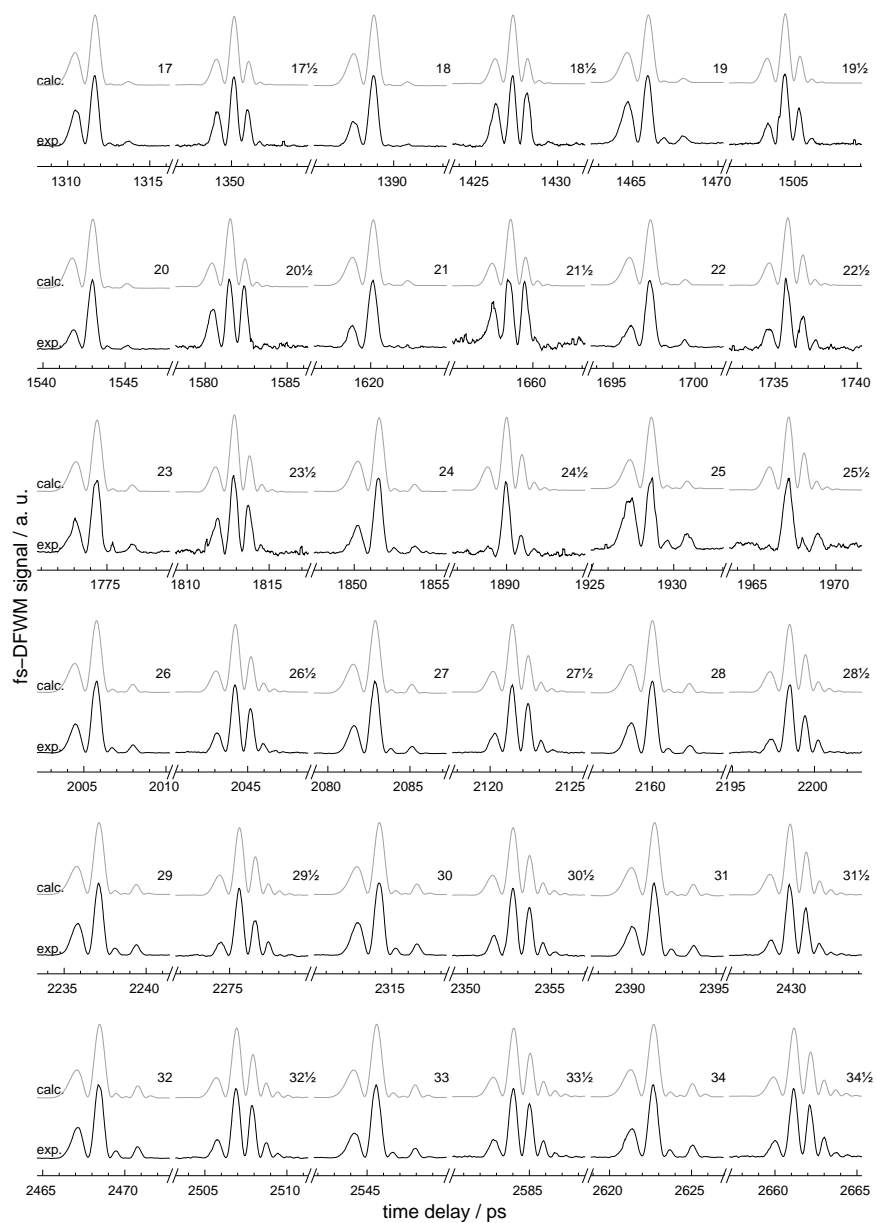 fs–DFWM signal / a. u.
calc. 17 17½ 18 18½ 19 19½
exp.
1310 1315 1350 1390 1425 1430 1465 1470 1505
calc. 20 20½ 21 21½ 22 22½
exp.
1540 1545 1580 1586 1620 1660 1695 1700 1735 1740
calc. 23 23½ 24 24½ 25 25½
exp.
1775 1810 1815 1850 1855 1890 1925 1930 1965 1970
calc. 26 26½ 27 27½ 28 28½
exp.
2005 2010 2045 2080 2085 2120 2125 2160 2195 2200
calc. 29 29½ 30 30½ 31 31½
exp.
2235 2240 2275 2315 2350 2355 2390 2395 2430
calc. 32 32½ 33 33½ 34 34½
exp.
2465 2470 2505 2510 2545 2585 2620 2625 2660 2665
time delay / ps